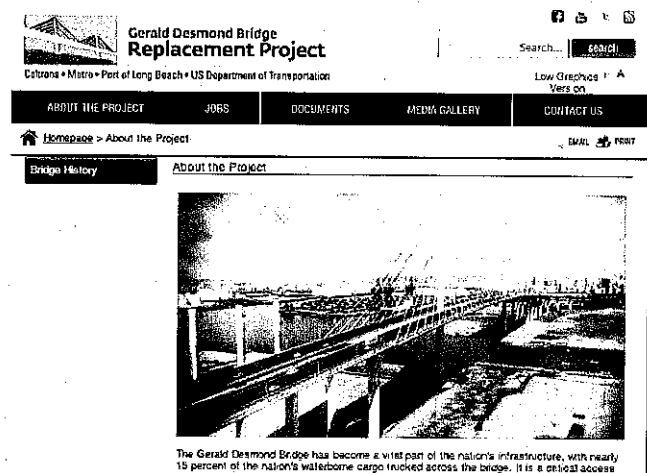 Gerald Desmond Bridge
Replacement Project
Search... search
Caltrans • Metro • Port of Long Beach • US Department of Transportation
Low Graphics A
Version
ABOUT THE PROJECT JOBS DOCUMENTS MEDIA GALLERY CONTACT US
Homepage > About the Project
EMAIL PRINT
Bridge History
About the Project
The Gerald Desmond Bridge has become a vital part of the nation's infrastructure, with nearly
15 percent of the nation's waterborne cargo trucked across the bridge. It is a critical access